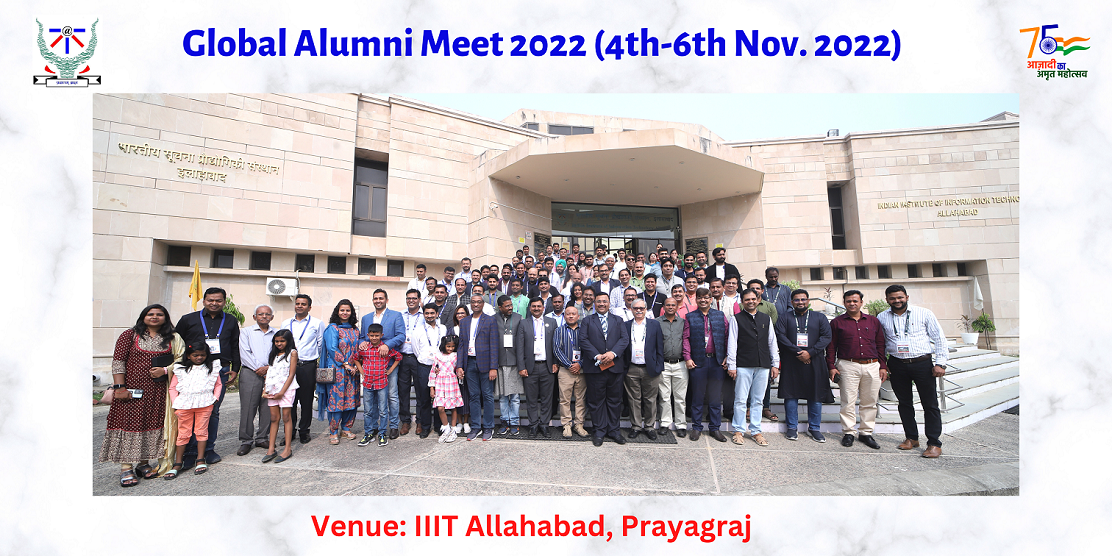 Global Alumni Meet 2022 (4th-6th Nov. 2022)
75
आज़ादी का
अमृत महोत्सव
भारतीय सूचना प्रौद्योगिकी संस्थान
इलाहाबाद
INDIAN INSTITUTE OF INFORMATION TECHNO
ALLAHABAD
Venue: IIIT Allahabad, Prayagraj